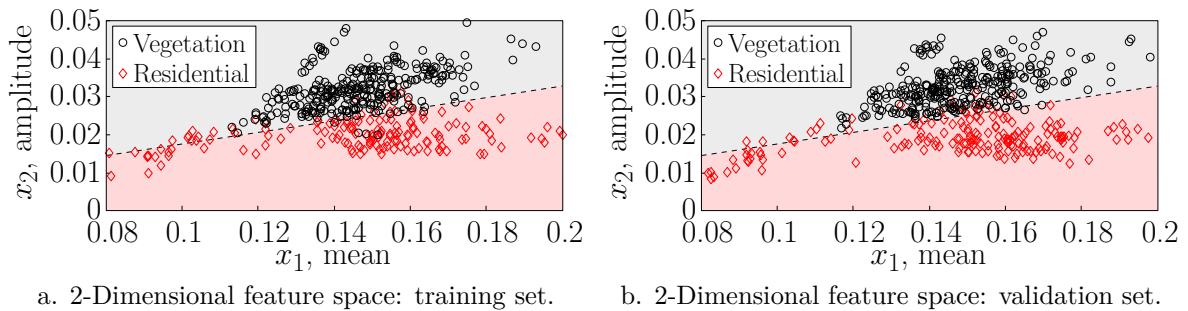 0.05
0.04
0.03
0.02
0.01
0
x2, amplitude
Vegetation
Residential
0.08 0.1 0.12 0.14 0.16 0.18 0.2
x1, mean
a. 2-Dimensional feature space: training set.
0.05
0.04
0.03
0.02
0.01
0
x2, amplitude
Vegetation
Residential
0.08 0.1 0.12 0.14 0.16 0.18 0.2
x1, mean
b. 2-Dimensional feature space: validation set.